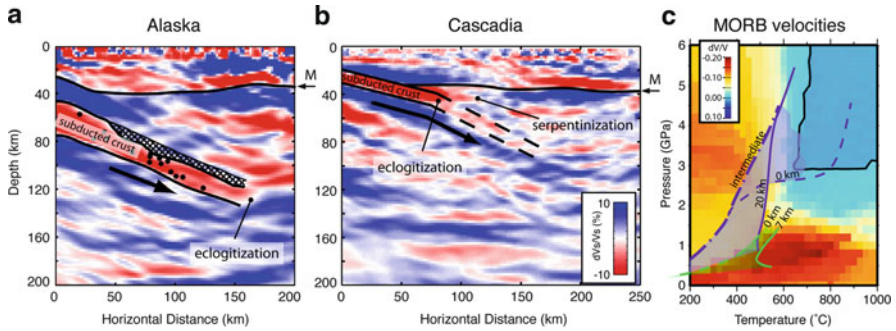 a Alaska
0
40
80
120
160
200
Depth (km)
0 50 100 150 200
Horizontal Distance (km)
subducted crust
eclogitization
M
b Cascadia
0
40
80
120
160
200
0 50 100 150 200 250
Horizontal Distance (km)
subducted crust
serpentinization
eclogitization
M
10
-10
dVs/Vs (%)
c MORB velocities
dV/V
-0.20
-0.10
0.00
0.10
6
5
4
3
2
1
0
Pressure (GPa)
200 400 600 800 1000
Temperature (°C)
intermediate
20 km
0 km
0 km
7 km